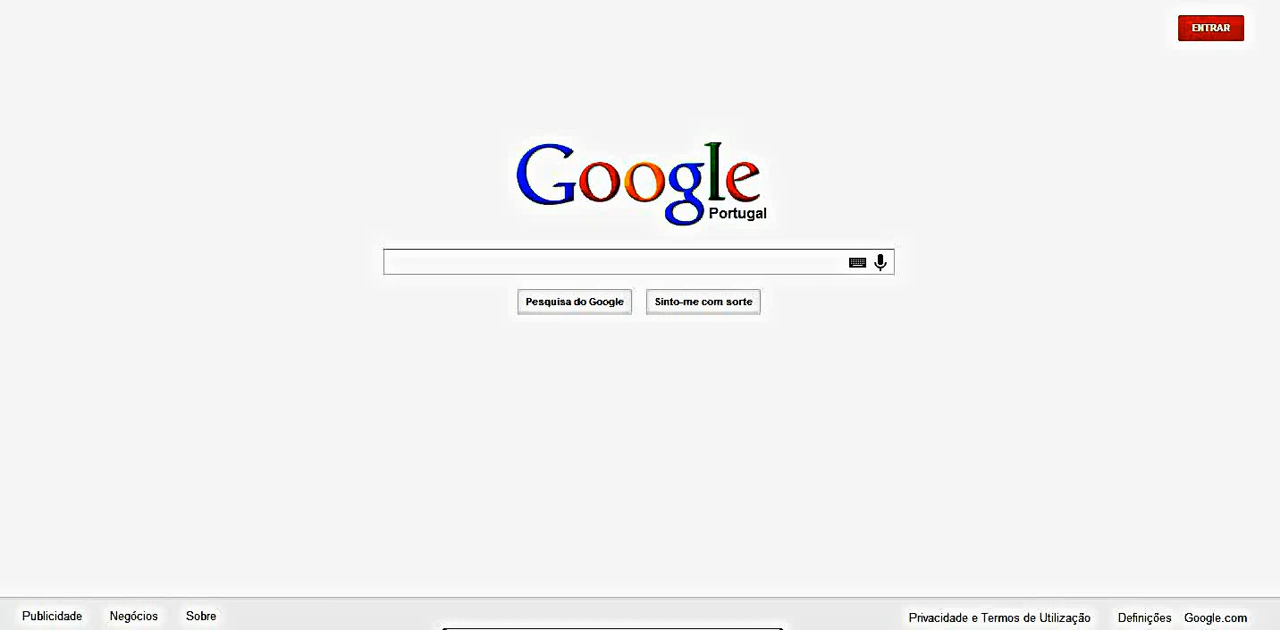 ENTRAR
Google
Portugal
Pesquisa do Google Sinto-me com sorte
Publicidade Negócios Sobre Privacidade e Termos de Utilização Definições Google.com